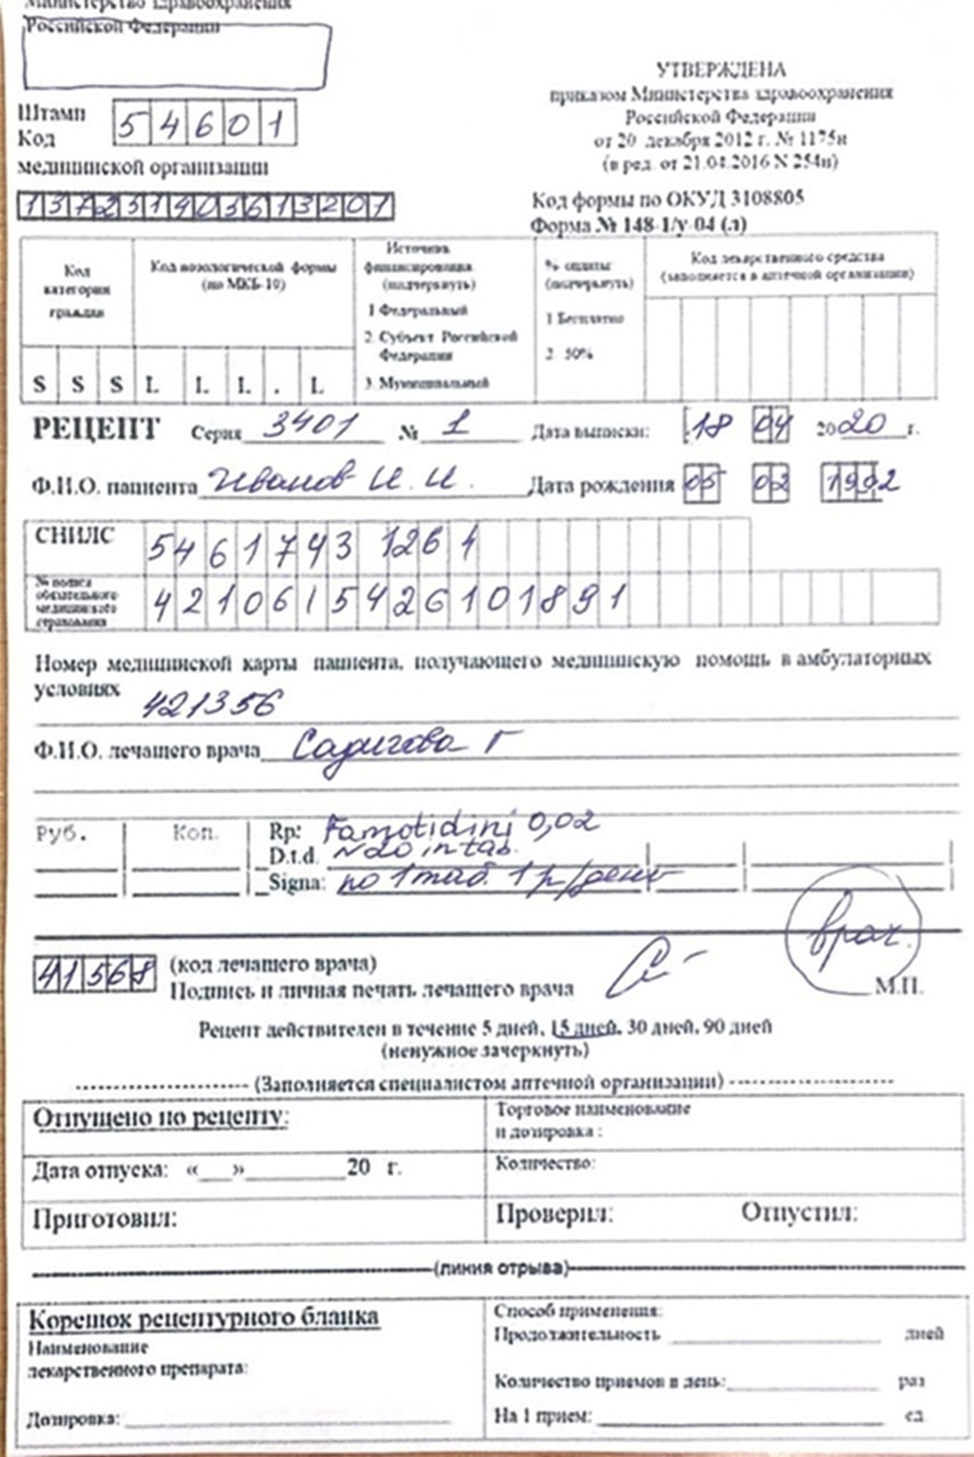 Министерство здравоохранения
Российской Федерации
УТВЕРЖДЕНА
приказом Министерства здравоохранения
Российской Федерации
от 20 декабря 2012 г. № 1175н
(в ред. от 21.04.2016 N 254н)
Штамп
Код 54601
медицинской организации
Код формы по ОКУД 3108805
Форма № 148-1/у-04 (л)
Код категории граждан
Код нозологической формы (по МКБ-10)
Источник финансирования (подчеркнуть)
1 Федеральный
2. Субъект Российской Федерации
3. Муниципальный
% оплаты (подчеркнуть)
1 Бесплатно
2 50%
Код лекарственного средства
(заполняется в аптечной организации)
S S S L L L . L
РЕЦЕПТ Серия 3401 № 1 Дата выписки: 18 04 2020 г.
Ф.И.О. пациента Иванов И. И. Дата рождения 05 02 1992
СНИЛС 5461743 1261
№ полиса обязательного медицинского страхования 4210615426101891
Номер медицинской карты пациента, получающего медицинскую помощь в амбулаторных
условиях 421356
Ф.И.О. лечащего врача Садигова Г
Руб. Коп. Rp: Famotidini 0,02
D.t.d. N20 in tab.
Signa: по 1 таб. 1 р/день
врач.
41568 (код лечащего врача)
Подпись и личная печать лечащего врача М.П.
Рецепт действителен в течение 5 дней, 15 дней, 30 дней, 90 дней
(ненужное зачеркнуть)
(Заполняется специалистом аптечной организации)
Отпущено по рецепту:
Торговое наименование
и дозировка :
Дата отпуска: «__»________20 г.
Количество:
Приготовил:
Проверил: Отпустил:
(линия отрыва)
Корешок рецептурного бланка
Способ применения:
Наименование
лекарственного препарата:
Продолжительность дней
Количество приемов в день: раз
Дозировка:
На 1 прием: ед.